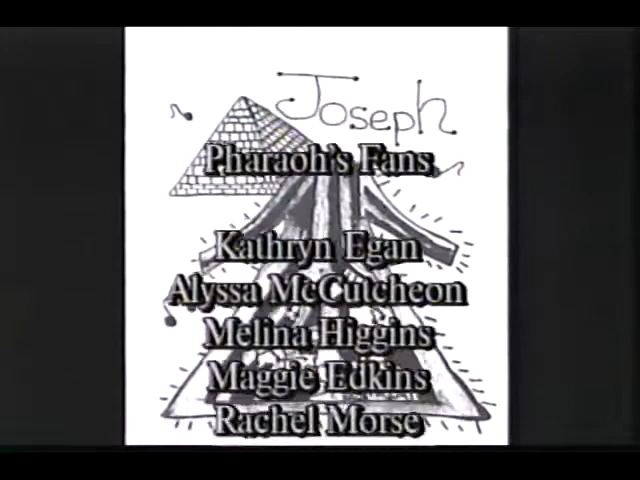 Joseph
Pharaoh's Fans
Kathryn Egan
Alyssa McCutcheon
Melina Higgins
Maggie Edkins
Rachel Morse